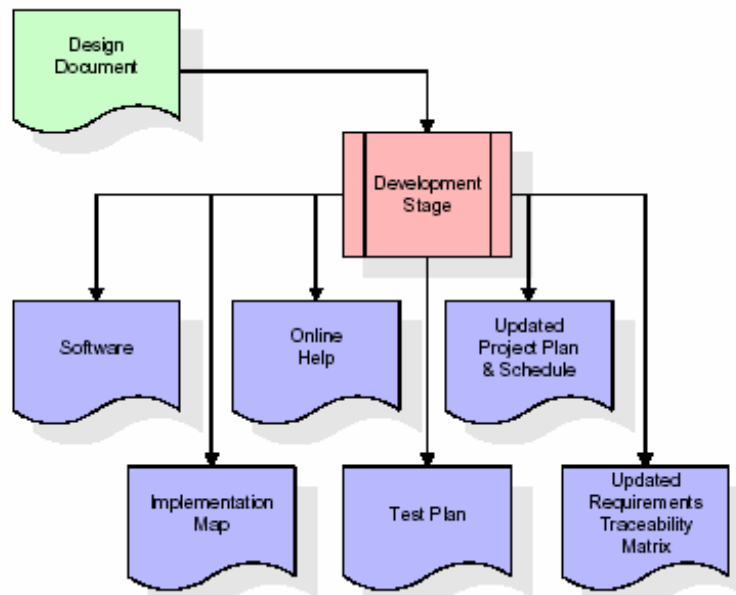 Design
Document
Development
Stage
Software
Online
Help
Updated
Project Plan
& Schedule
Implementation
Map
Test Plan
Updated
Requirements
Traceability
Matrix